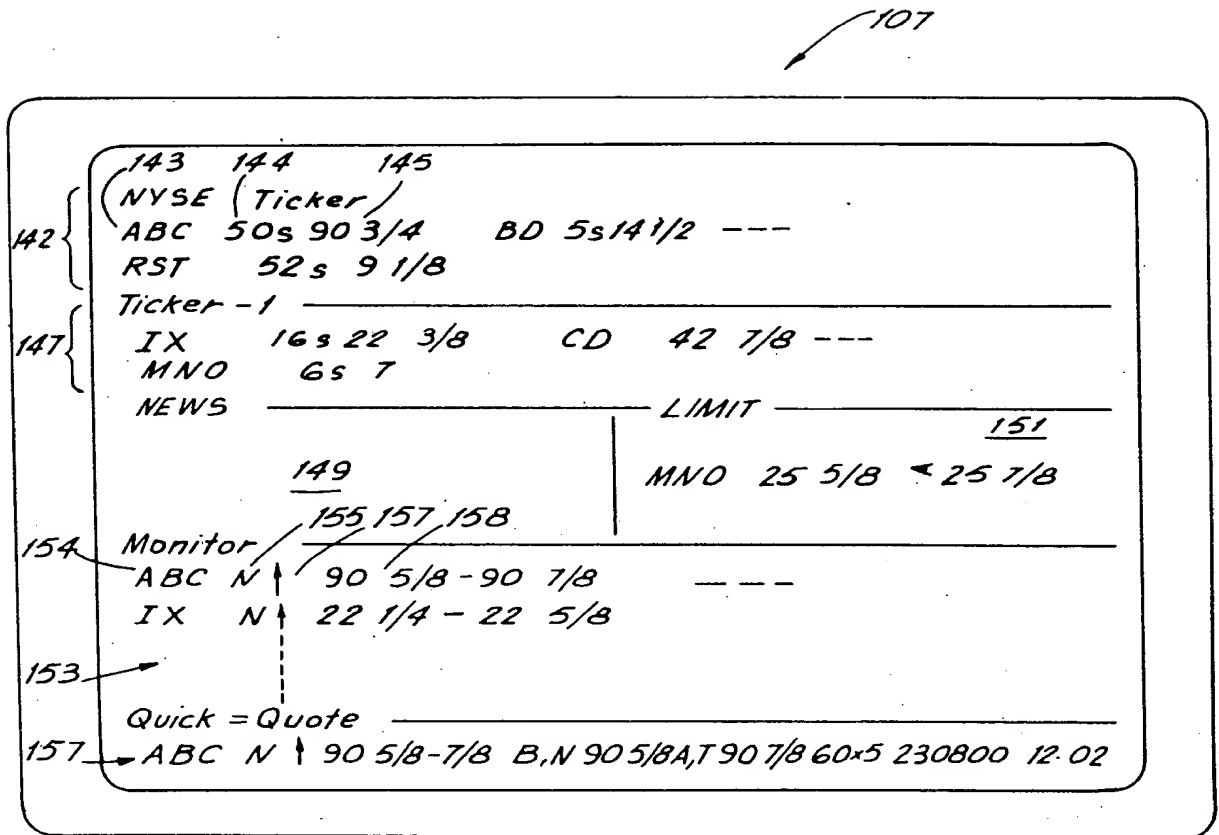 107
143 144 145
NYSE Ticker
142
ABC 50s 90 3/4 BD 5s 14 1/2 ---
RST 52s 9 1/8
Ticker - 1
147
IX 16s 22 3/8 CD 42 7/8 ---
MNO 6s 7
NEWS LIMIT
151
149
MNO 25 5/8 < 25 7/8
155 157 158
154 Monitor
ABC N ↑ 90 5/8 - 90 7/8 ---
IX N ↑ 22 1/4 - 22 5/8
153
Quick = Quote
157 ABC N ↑ 90 5/8-7/8 B,N 90 5/8A,T 90 7/8 60x5 230800 12.02